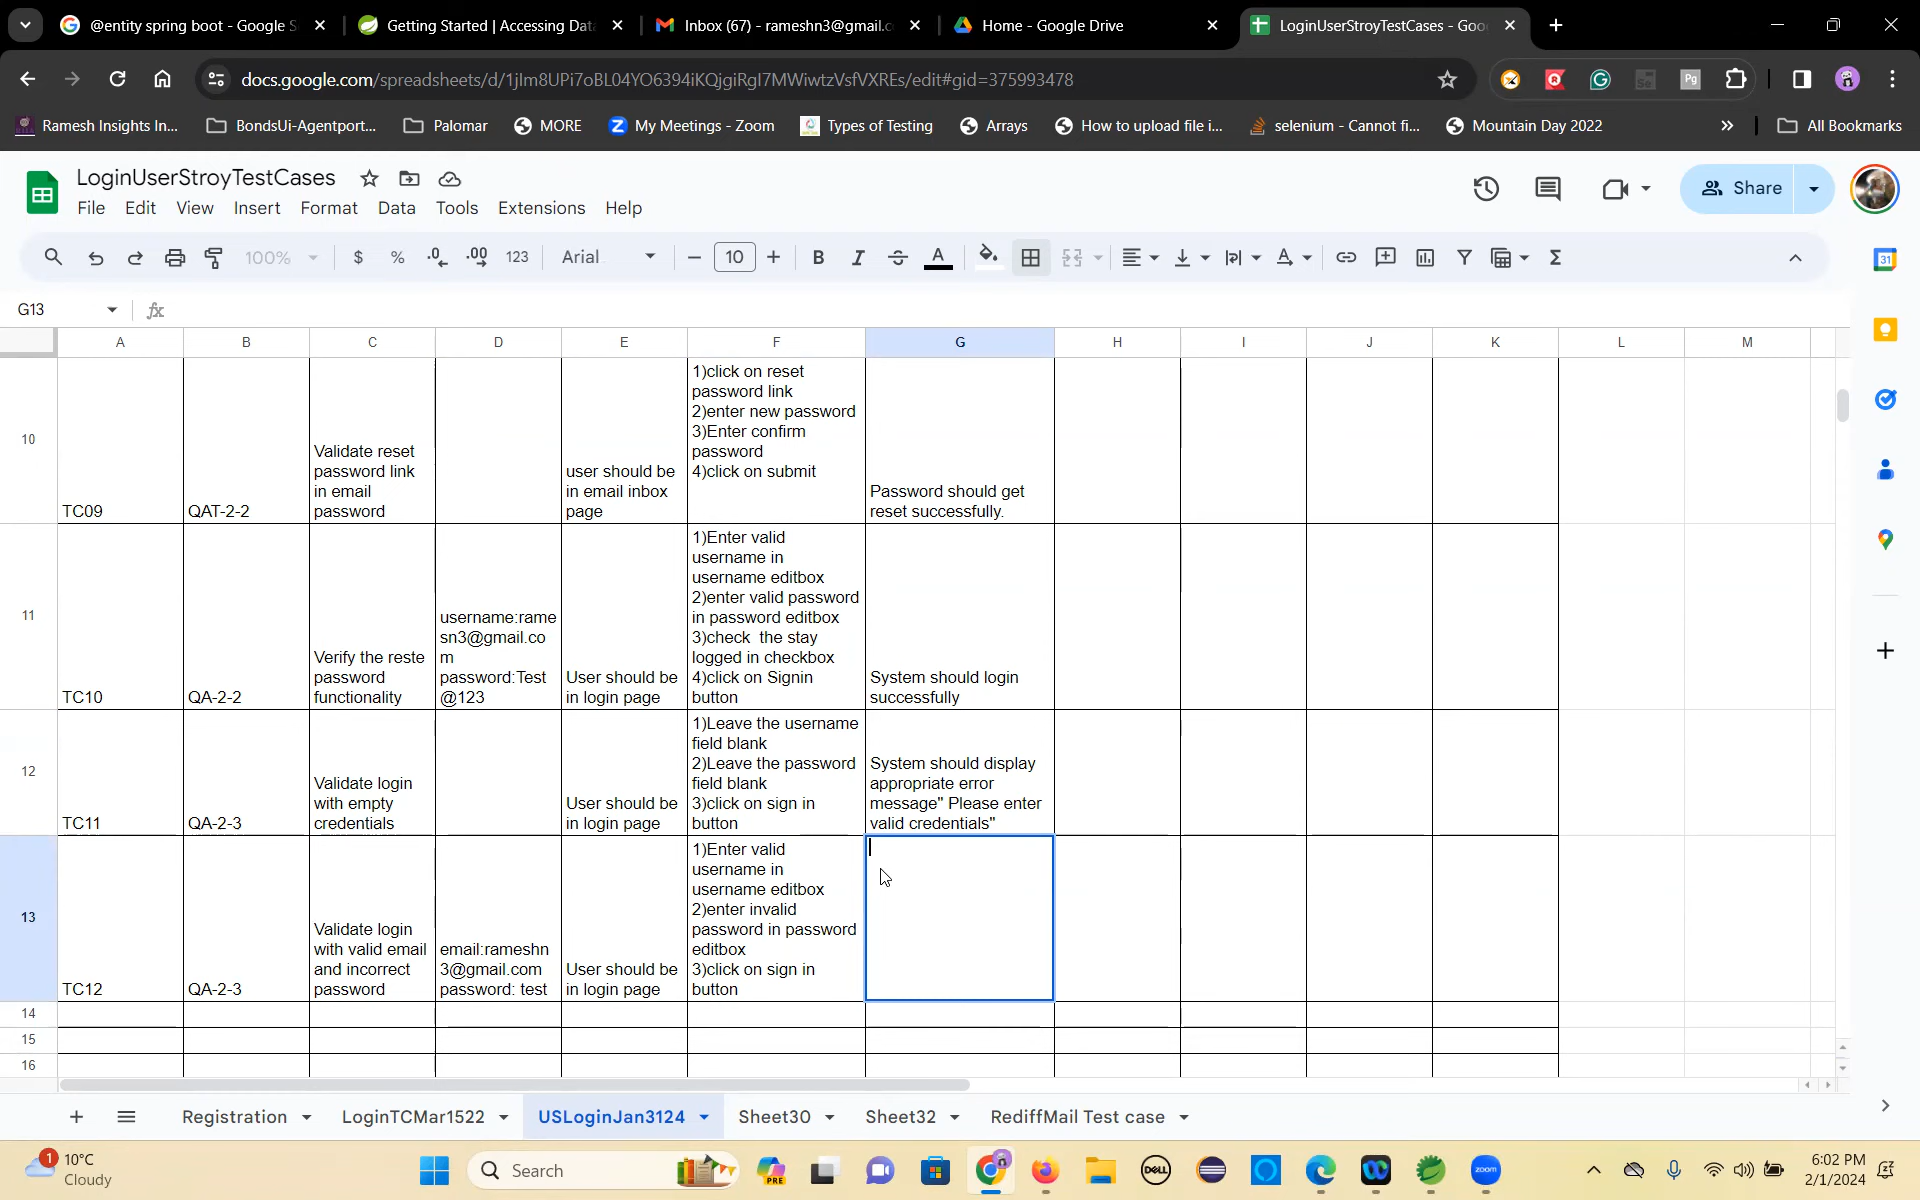 @entity spring boot - Google S
Getting Started | Accessing Dat
Inbox (67) - rameshn3@gmail.c
Home - Google Drive
LoginUserStroyTestCases - Goo
docs.google.com/spreadsheets/d/1jIm8UPi7oBL04YO6394iKQjgiRgI7MWiwtzVsfVXREs/edit#gid=375993478
Ramesh Insights In...
BondsUi-Agentport...
Palomar
MORE
My Meetings - Zoom
Types of Testing
Arrays
How to upload file i...
selenium - Cannot fi...
Mountain Day 2022
All Bookmarks
LoginUserStroyTestCases
File Edit View Insert Format Data Tools Extensions Help
Share
100% $ % .0 .00 123 Arial 10 B I A
G13
fx
A B C D E F G H I J K L M
10
TC09
QAT-2-2
Validate reset
password link
in email
password
user should be
in email inbox
page
1)click on reset
password link
2)enter new password
3)Enter confirm
password
4)click on submit
Password should get
reset successfully.
11
TC10
QA-2-2
Verify the reste
password
functionality
username:rame
sn3@gmail.co
m
password:Test
@123
User should be
in login page
1)Enter valid
username in
username editbox
2)enter valid password
in password editbox
3)check the stay
logged in checkbox
4)click on Signin
button
System should login
successfully
12
TC11
QA-2-3
Validate login
with empty
credentials
User should be
in login page
1)Leave the username
field blank
2)Leave the password
field blank
3)click on sign in
button
System should display
appropriate error
message" Please enter
valid credentials"
13
TC12
QA-2-3
Validate login
with valid email
and incorrect
password
email:rameshn
3@gmail.com
password: test
User should be
in login page
1)Enter valid
username in
username editbox
2)enter invalid
password in password
editbox
3)click on sign in
button
14
15
16
Registration
LoginTCMar1522
USLoginJan3124
Sheet30
Sheet32
RediffMail Test case
1
10°C
Cloudy
Search
PRE
DELL
zoom
6:02 PM
2/1/2024